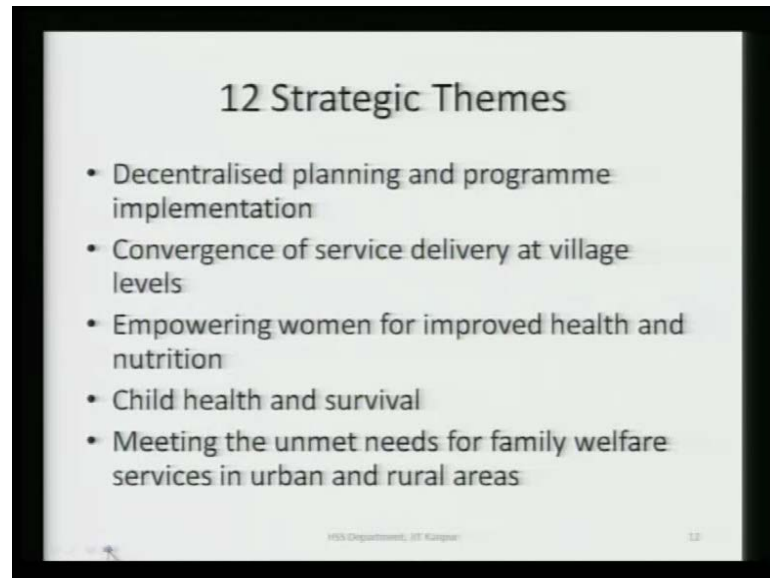 12 Strategic Themes
• Decentralised planning and programme
implementation
• Convergence of service delivery at village
levels
• Empowering women for improved health and
nutrition
• Child health and survival
• Meeting the unmet needs for family welfare
services in urban and rural areas
HSS Department, IIT Kanpur
12